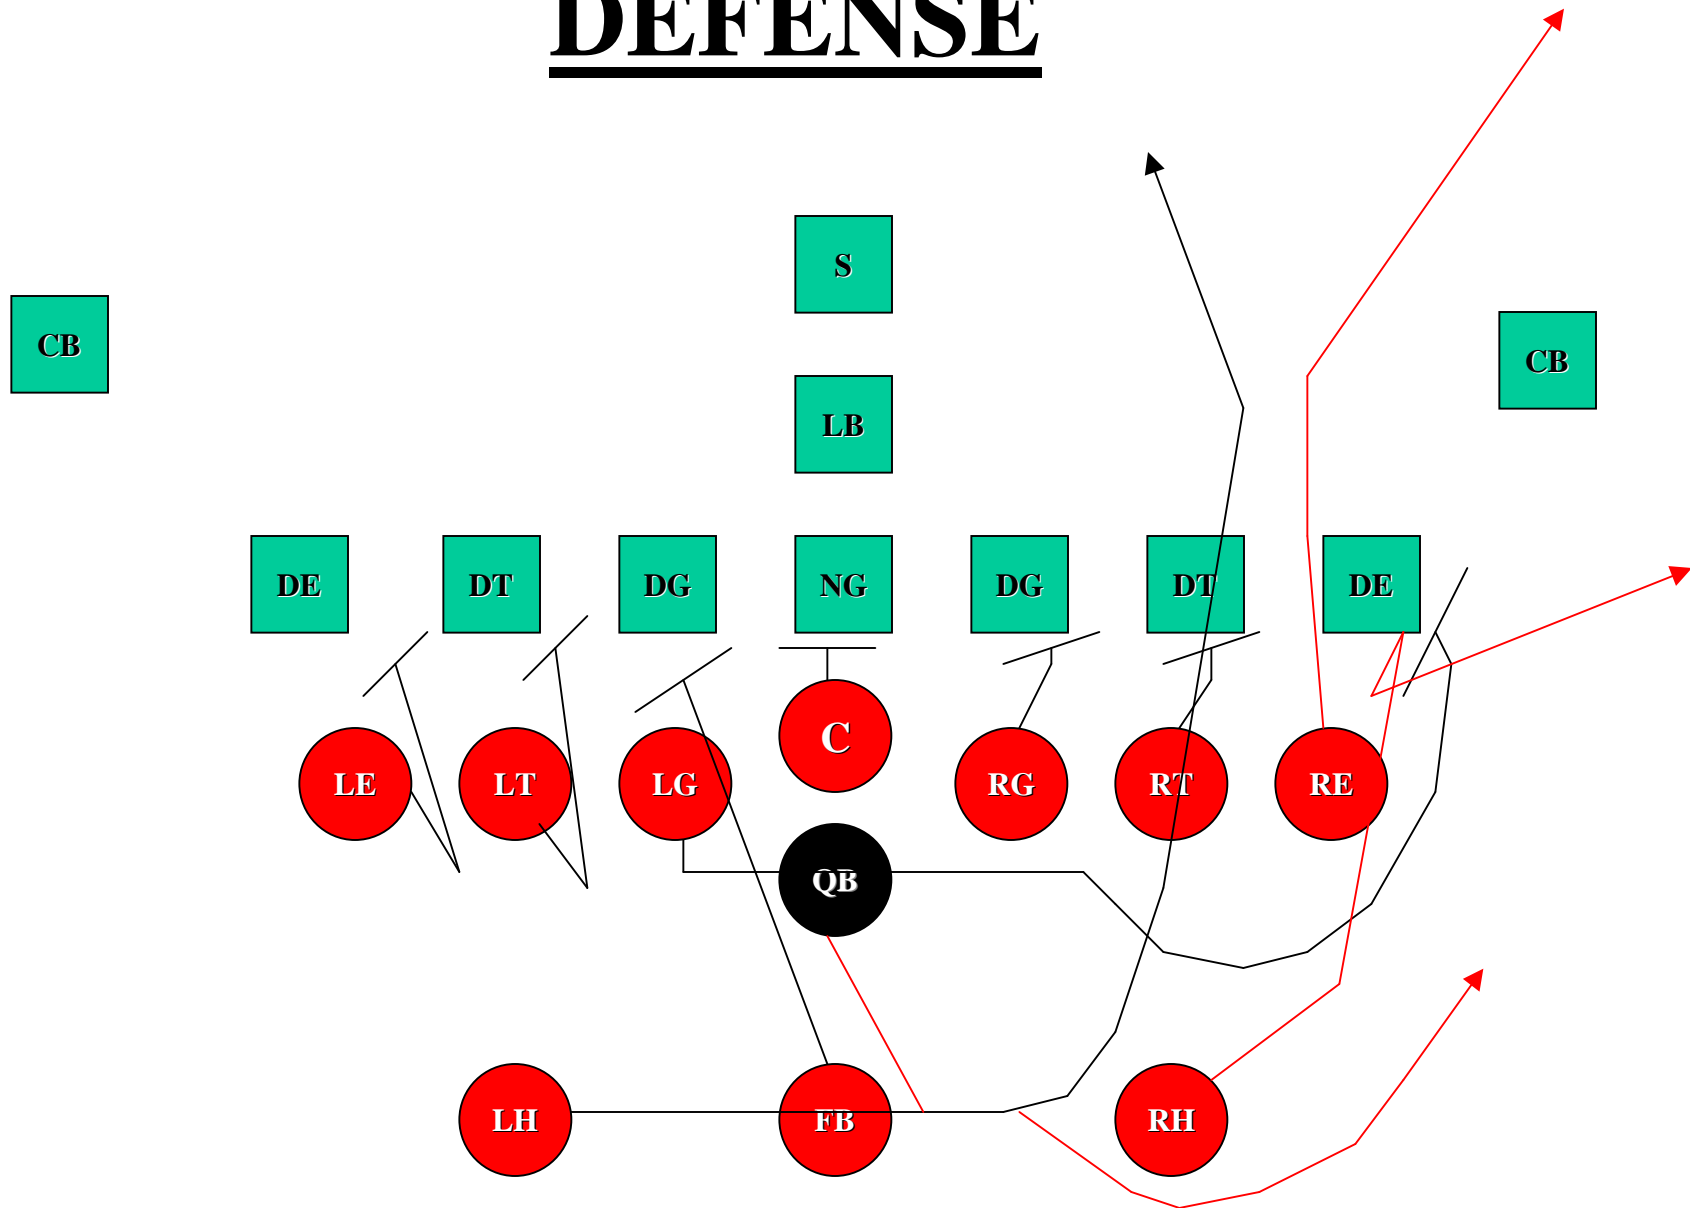 DEFENSE
S
CB
CB
LB
DE DT DG NG DG DT DE
C
LE LT LG RG RT RE
QB
LH FB RH